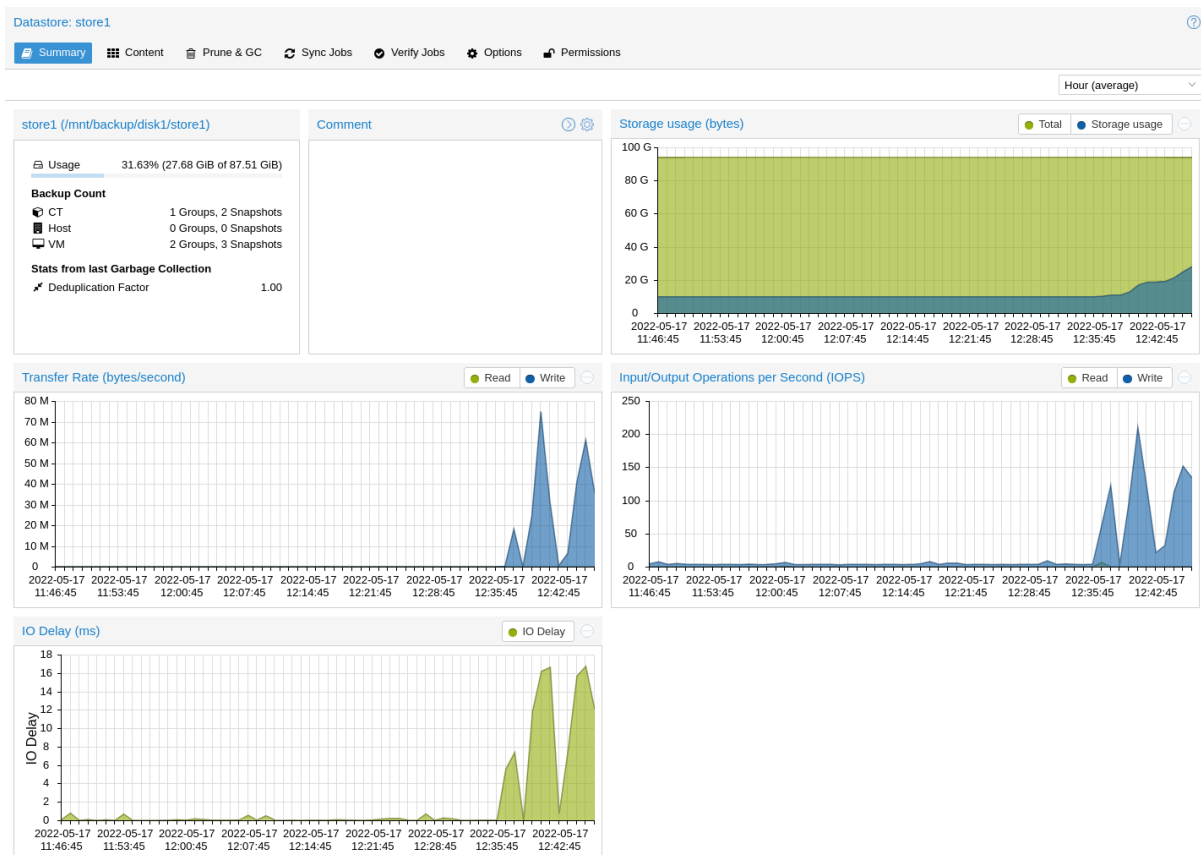 Datastore: store1
Summary Content Prune & GC Sync Jobs Verify Jobs Options Permissions
Hour (average)
store1 (/mnt/backup/disk1/store1)
Usage 31.63% (27.68 GiB of 87.51 GiB)
Backup Count
CT 1 Groups, 2 Snapshots
Host 0 Groups, 0 Snapshots
VM 2 Groups, 3 Snapshots
Stats from last Garbage Collection
Deduplication Factor 1.00
Comment
Storage usage (bytes)
Total Storage usage
100 G
80 G
60 G
40 G
20 G
0
2022-05-17 2022-05-17 2022-05-17 2022-05-17 2022-05-17 2022-05-17 2022-05-17 2022-05-17 2022-05-17
11:46:45 11:53:45 12:00:45 12:07:45 12:14:45 12:21:45 12:28:45 12:35:45 12:42:45
Transfer Rate (bytes/second)
Read Write
80 M
70 M
60 M
50 M
40 M
30 M
20 M
10 M
0
2022-05-17 2022-05-17 2022-05-17 2022-05-17 2022-05-17 2022-05-17 2022-05-17 2022-05-17 2022-05-17
11:46:45 11:53:45 12:00:45 12:07:45 12:14:45 12:21:45 12:28:45 12:35:45 12:42:45
Input/Output Operations per Second (IOPS)
Read Write
250
200
150
100
50
0
2022-05-17 2022-05-17 2022-05-17 2022-05-17 2022-05-17 2022-05-17 2022-05-17 2022-05-17 2022-05-17
11:46:45 11:53:45 12:00:45 12:07:45 12:14:45 12:21:45 12:28:45 12:35:45 12:42:45
IO Delay (ms)
IO Delay
IO Delay
18
16
14
12
10
8
6
4
2
0
2022-05-17 2022-05-17 2022-05-17 2022-05-17 2022-05-17 2022-05-17 2022-05-17 2022-05-17 2022-05-17
11:46:45 11:53:45 12:00:45 12:07:45 12:14:45 12:21:45 12:28:45 12:35:45 12:42:45